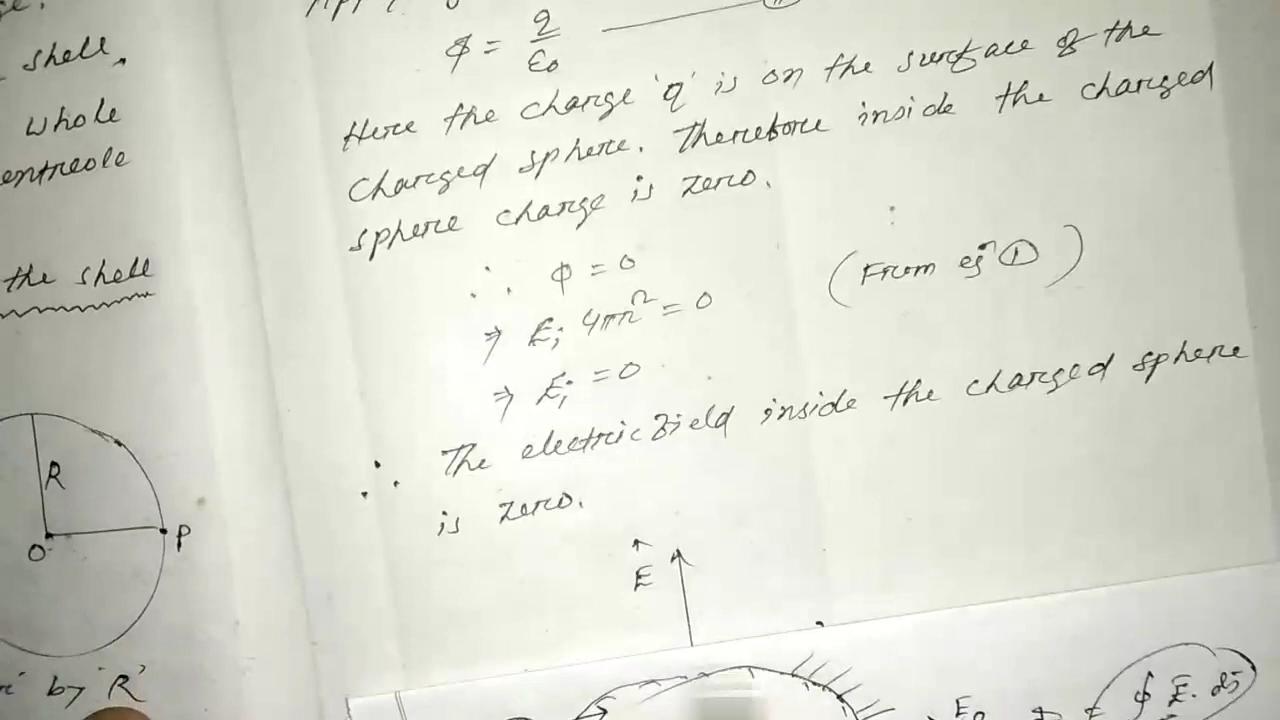 shell,
whole
the shell
R
O
P
by 'R'
φ = q/ε₀
Here the charge 'q' is on the surface of the
charged sphere. Therefore inside the charged
sphere charge is zero.
∴ φ = 0
⇒ Eᵢ 4πr² = 0 (From eqⁿ ①)
⇒ Eᵢ = 0
∴ The electric field inside the charged sphere
is zero.
E
∮ E. ds